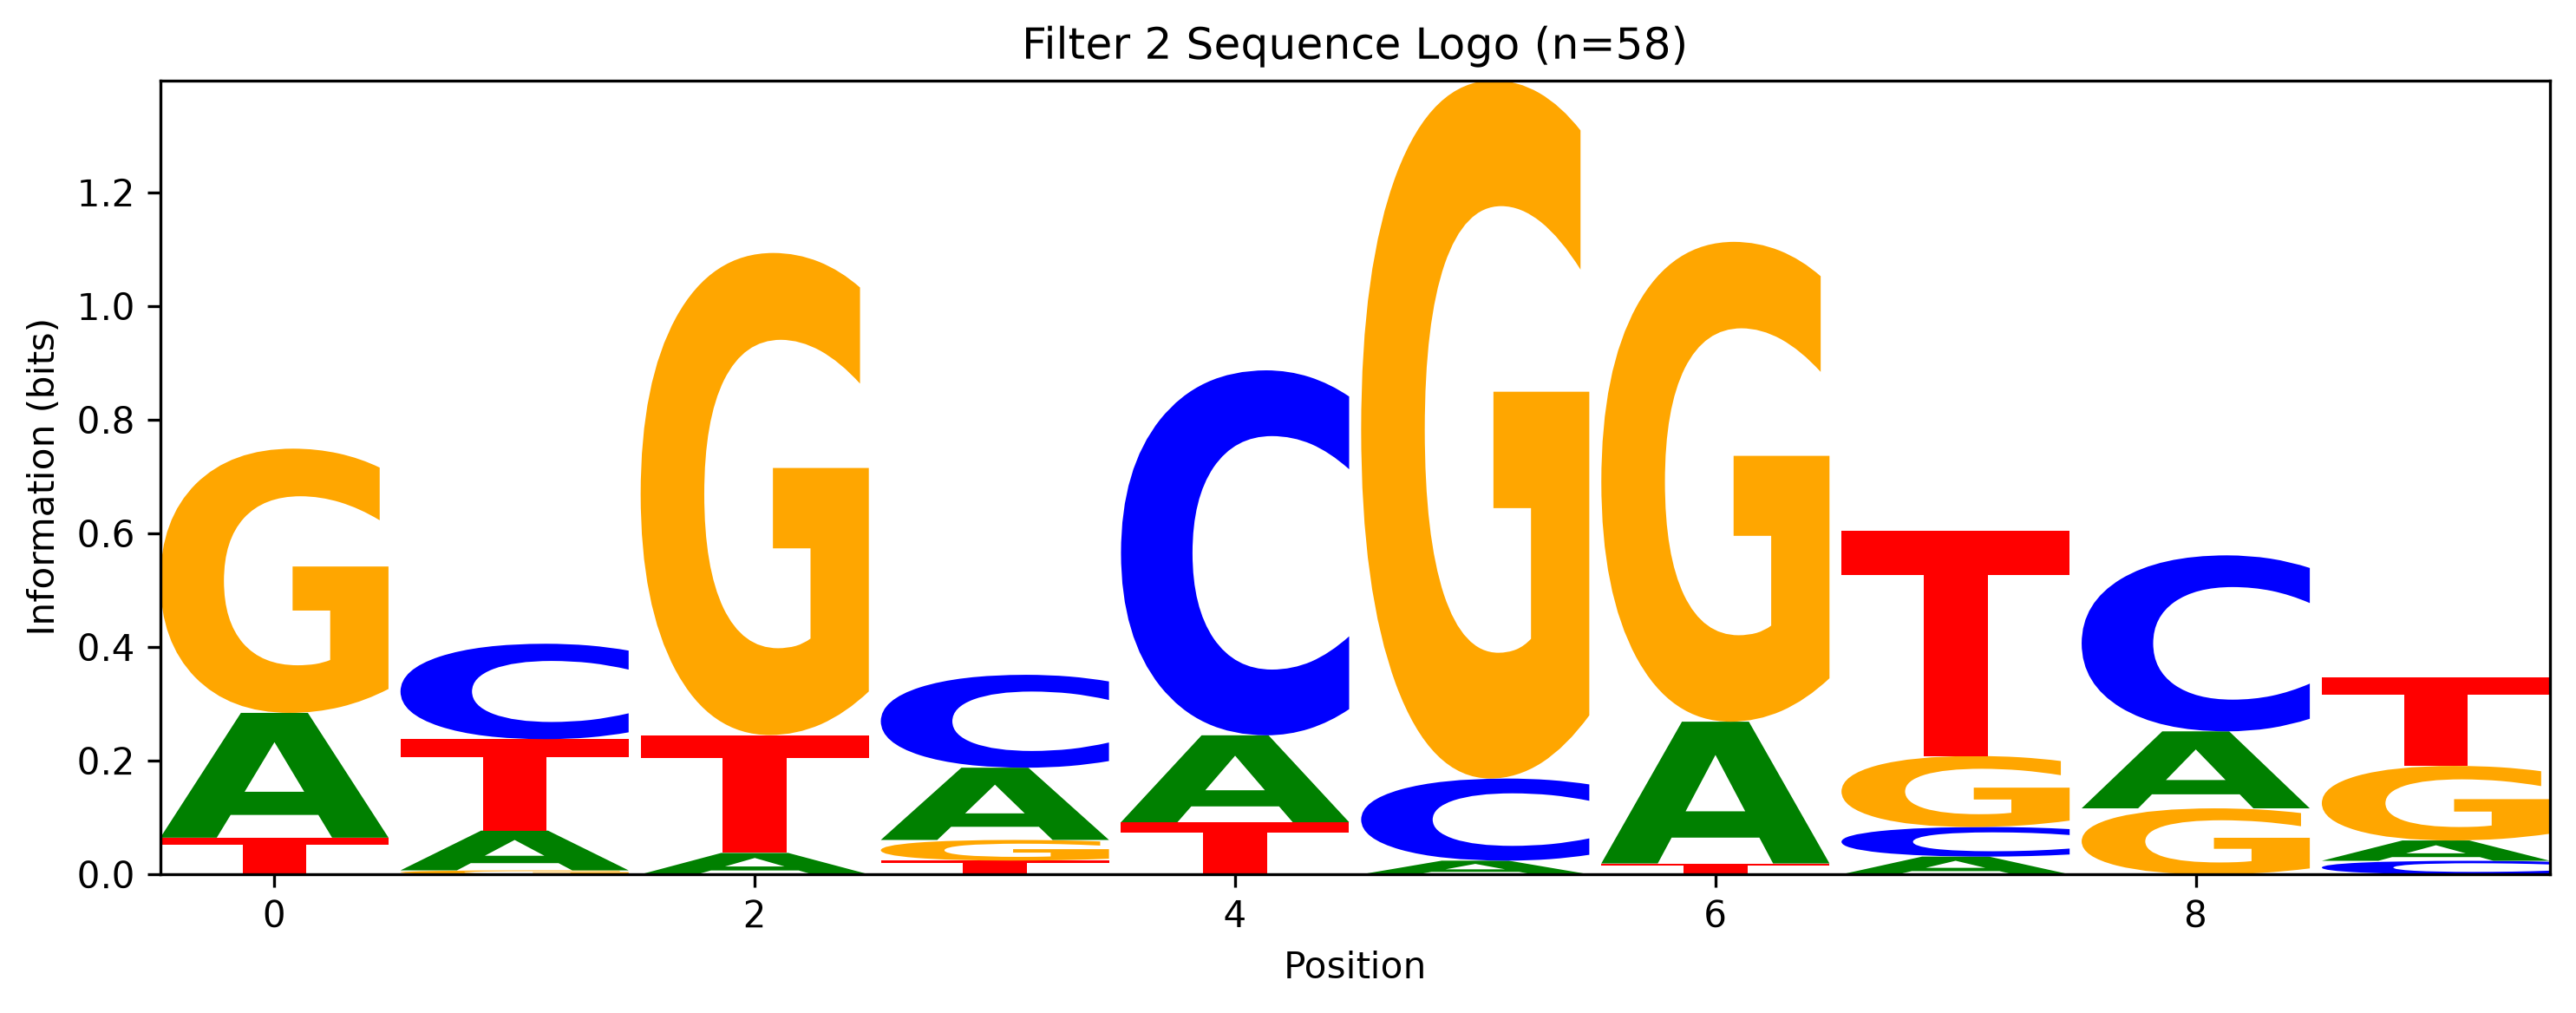 Filter 2 Sequence Logo (n=58)
Information (bits)
1.2
1.0
0.8
0.6
0.4
0.2
0.0
G C G C C G G T C T
A T T A A C A G A G
T A A G T A T C G A
G T A C
0 2 4 6 8
Position